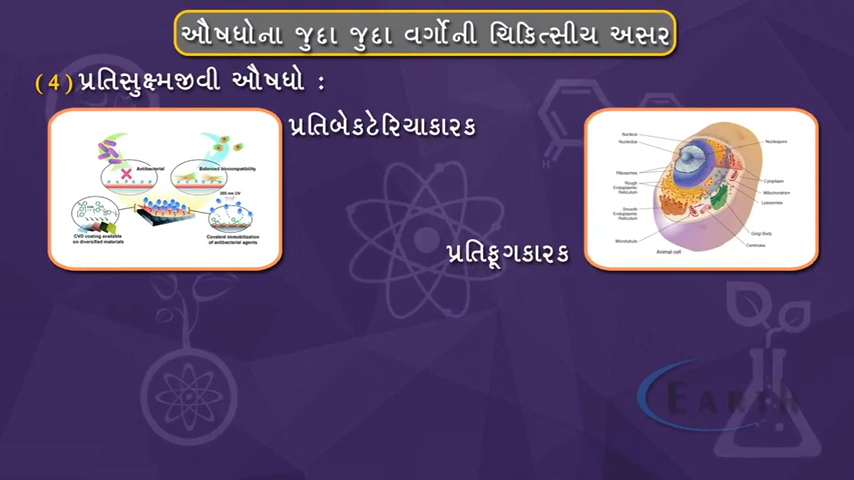 ઔષધોના જુદા જુદા વર્ગોની ચિકિત્સીય અસર
(4) પ્રતિસુક્ષ્મજીવી ઔષધો :
પ્રતિબેકટેરિયાકારક
Antibacterial
Balanced biocompatibility
365 nm UV
CVD coating available
on diversified materials
Covalent immobilization
of antibacterial agents
Nucleus
Nucleolus
Nucleopore
Ribosomes
Rough
Endoplasmic
Reticulum
Cytoplasm
Mitochondrion
Lysosomes
Smooth
Endoplasmic
Reticulum
Golgi Body
Microtubule
Centrioles
Animal cell
પ્રતિફૂગકારક
EARTH
H